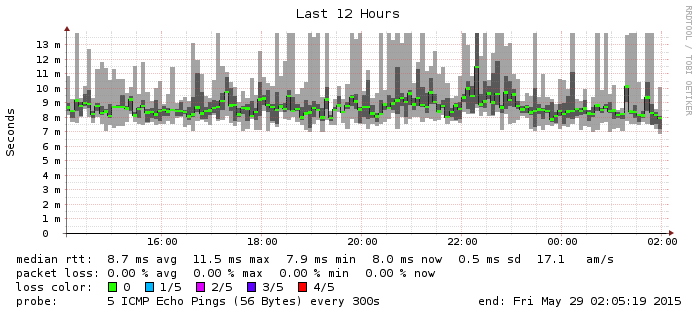 Last 12 Hours
RRDTOOL / TOBI OETIKER
Seconds
13 m
12 m
11 m
10 m
9 m
8 m
7 m
6 m
5 m
4 m
3 m
2 m
1 m
0
16:00 18:00 20:00 22:00 00:00 02:00
median rtt: 8.7 ms avg 11.5 ms max 7.9 ms min 8.0 ms now 0.5 ms sd 17.1 am/s
packet loss: 0.00 % avg 0.00 % max 0.00 % min 0.00 % now
loss color: 0 1/5 2/5 3/5 4/5
probe: 5 ICMP Echo Pings (56 Bytes) every 300s end: Fri May 29 02:05:19 2015